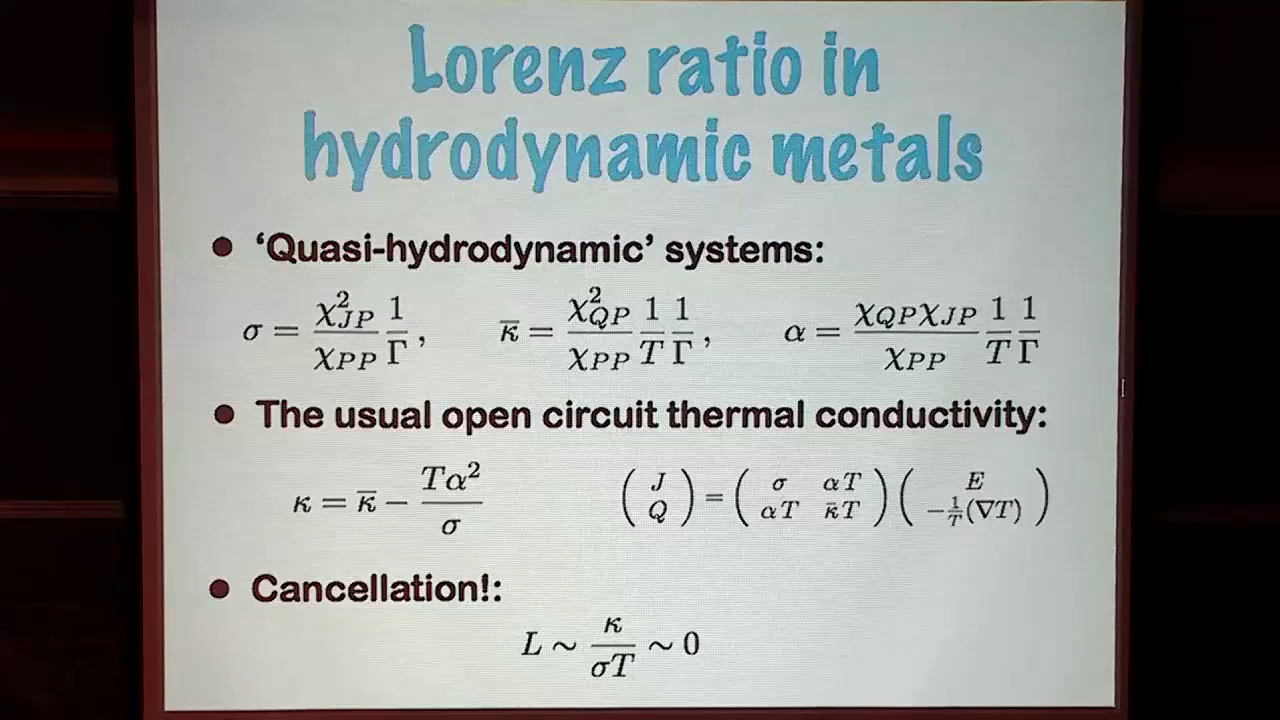 Lorenz ratio in
hydrodynamic metals
• ‘Quasi-hydrodynamic’ systems:
σ = χ²_JP/χ_PP 1/Γ, κ̅ = χ²_QP/χ_PP 1/T 1/Γ, α = χ_QP χ_JP/χ_PP 1/T 1/Γ
• The usual open circuit thermal conductivity:
κ = κ̅ − Tα²/σ (J Q) = (σ αT αT κ̅T) (E −1/T(∇T))
• Cancellation!:
L ∼ κ/σT ∼ 0